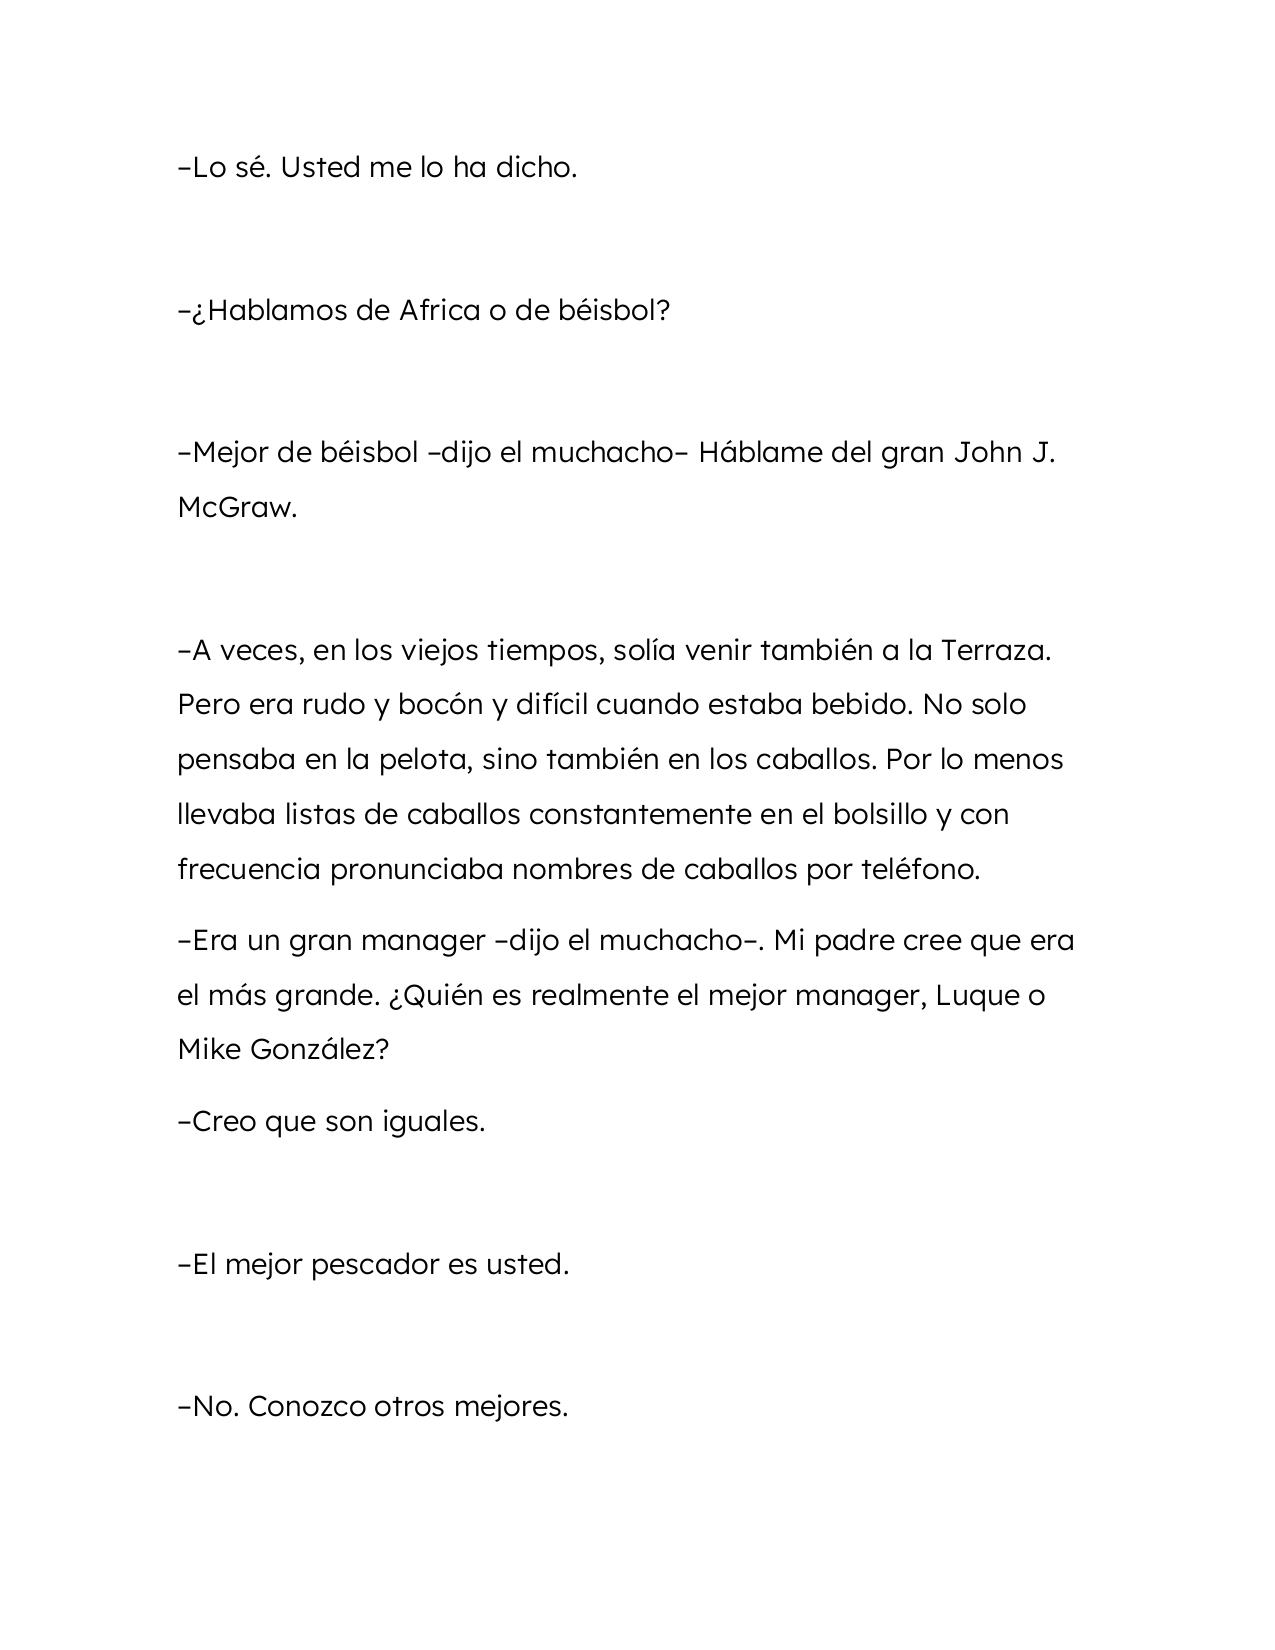 –Lo sé. Usted me lo ha dicho.
–¿Hablamos de Africa o de béisbol?
–Mejor de béisbol –dijo el muchacho– Háblame del gran John J.
McGraw.
–A veces, en los viejos tiempos, solía venir también a la Terraza.
Pero era rudo y bocón y difícil cuando estaba bebido. No solo
pensaba en la pelota, sino también en los caballos. Por lo menos
llevaba listas de caballos constantemente en el bolsillo y con
frecuencia pronunciaba nombres de caballos por teléfono.
–Era un gran manager –dijo el muchacho–. Mi padre cree que era
el más grande. ¿Quién es realmente el mejor manager, Luque o
Mike González?
–Creo que son iguales.
–El mejor pescador es usted.
–No. Conozco otros mejores.